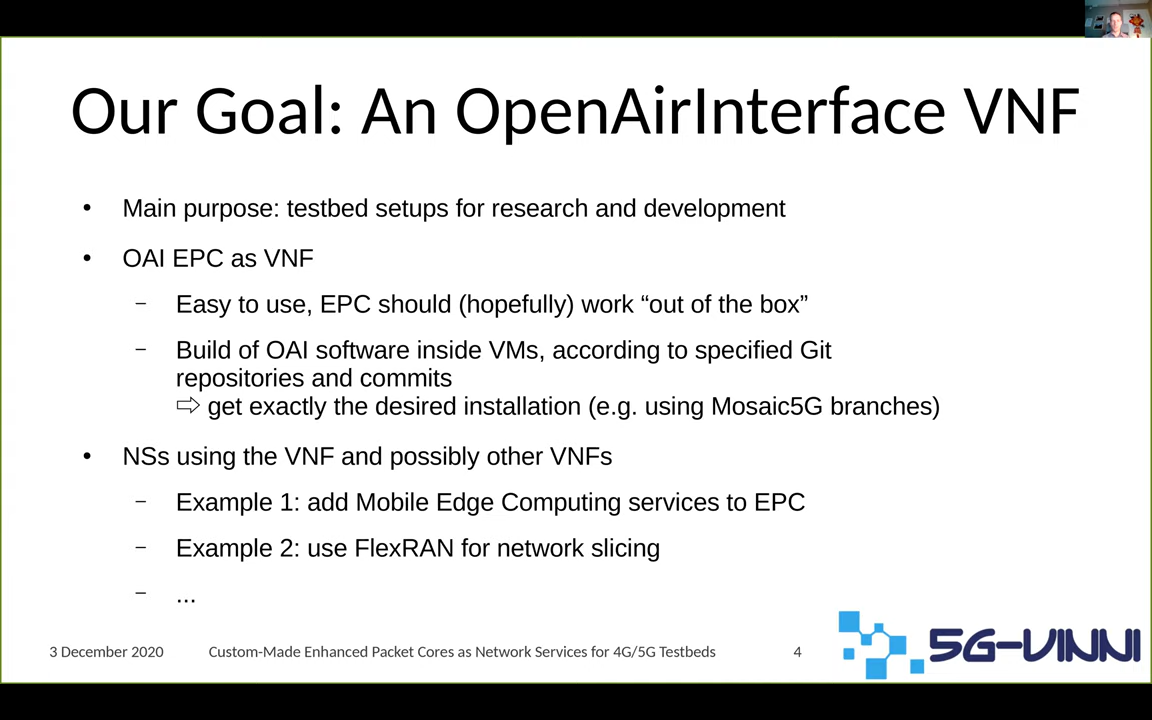 Our Goal: An OpenAirInterface VNF
• Main purpose: testbed setups for research and development
• OAI EPC as VNF
– Easy to use, EPC should (hopefully) work “out of the box”
– Build of OAI software inside VMs, according to specified Git
repositories and commits
⇨ get exactly the desired installation (e.g. using Mosaic5G branches)
• NSs using the VNF and possibly other VNFs
– Example 1: add Mobile Edge Computing services to EPC
– Example 2: use FlexRAN for network slicing
– ...
3 December 2020 Custom-Made Enhanced Packet Cores as Network Services for 4G/5G Testbeds 4
5G-VINNI